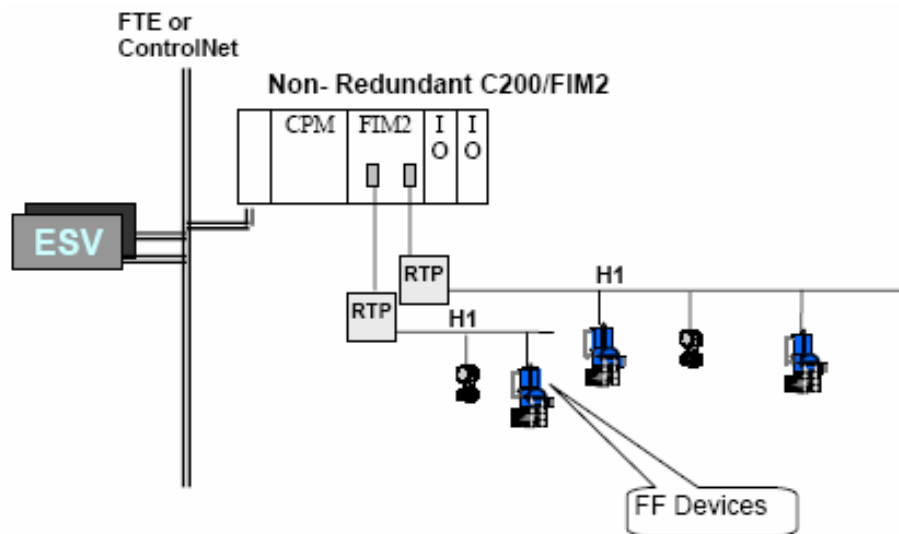 FTE or
ControlNet
Non- Redundant C200/FIM2
CPM
FIM2
I
O
I
O
ESV
RTP
H1
RTP
H1
FF Devices